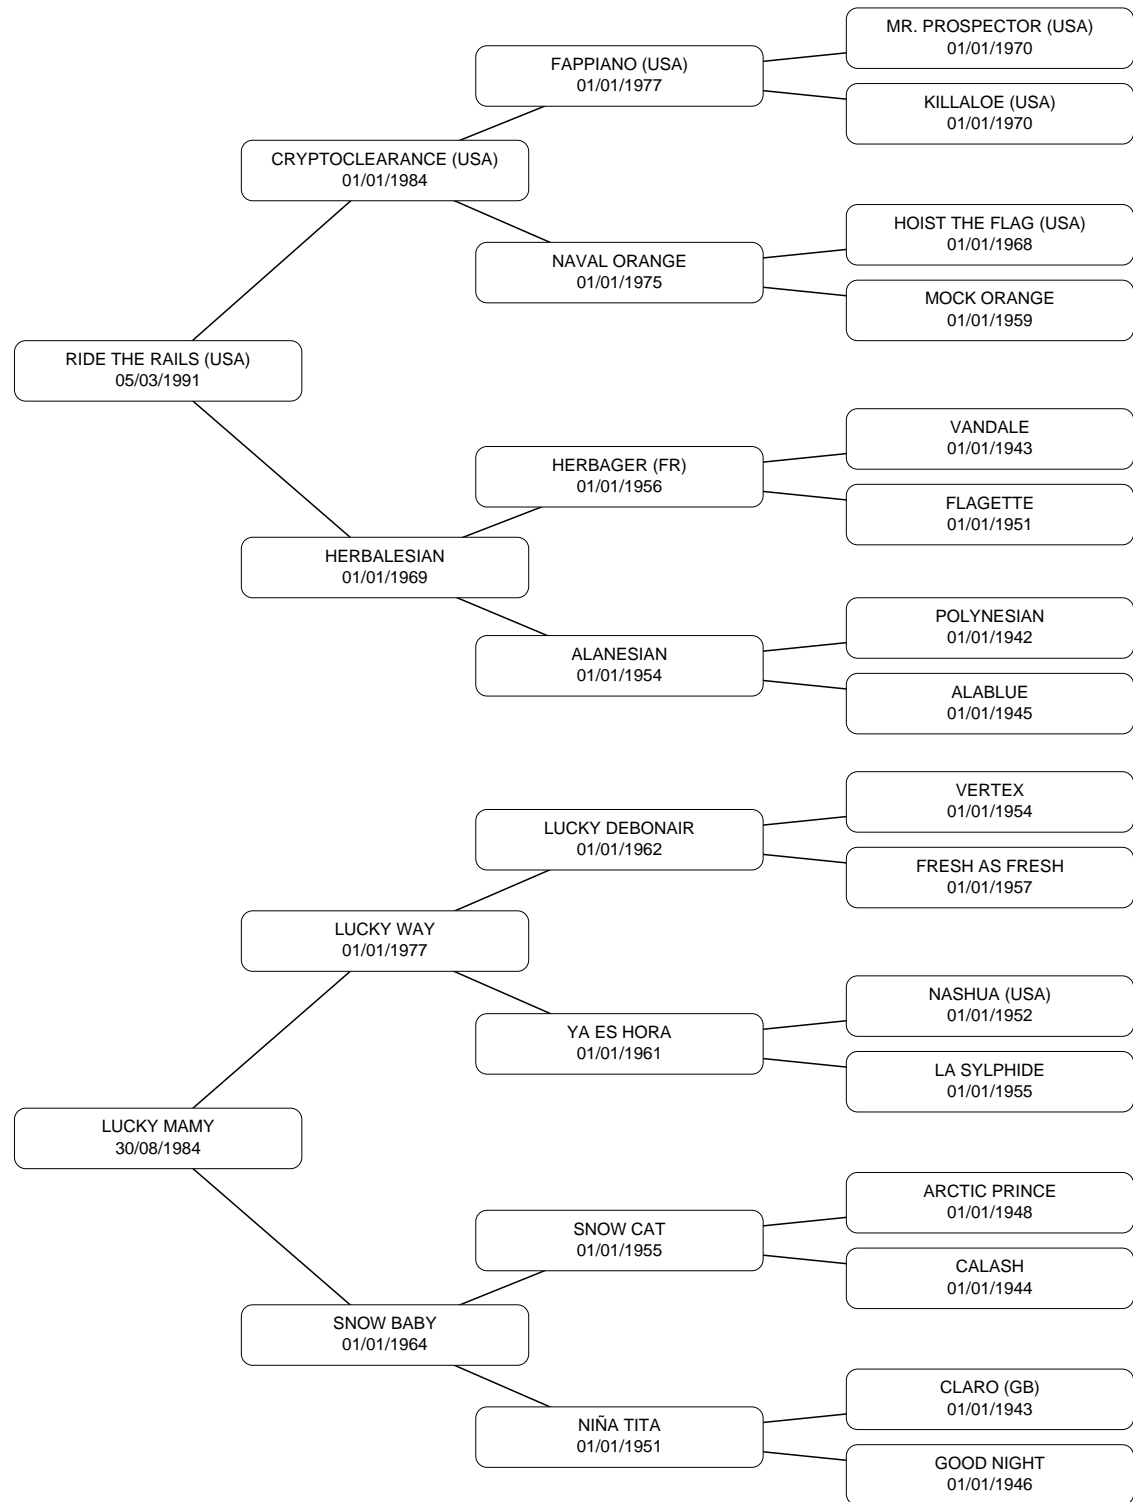 MR. PROSPECTOR (USA)
01/01/1970
FAPPIANO (USA)
01/01/1977
KILLALOE (USA)
01/01/1970
CRYPTOCLEARANCE (USA)
01/01/1984
HOIST THE FLAG (USA)
01/01/1968
NAVAL ORANGE
01/01/1975
MOCK ORANGE
01/01/1959
RIDE THE RAILS (USA)
05/03/1991
VANDALE
01/01/1943
HERBAGER (FR)
01/01/1956
FLAGETTE
01/01/1951
HERBALESIAN
01/01/1969
POLYNESIAN
01/01/1942
ALANESIAN
01/01/1954
ALABLUE
01/01/1945
VERTEX
01/01/1954
LUCKY DEBONAIR
01/01/1962
FRESH AS FRESH
01/01/1957
LUCKY WAY
01/01/1977
NASHUA (USA)
01/01/1952
YA ES HORA
01/01/1961
LA SYLPHIDE
01/01/1955
LUCKY MAMY
30/08/1984
ARCTIC PRINCE
01/01/1948
SNOW CAT
01/01/1955
CALASH
01/01/1944
SNOW BABY
01/01/1964
CLARO (GB)
01/01/1943
NIÑA TITA
01/01/1951
GOOD NIGHT
01/01/1946